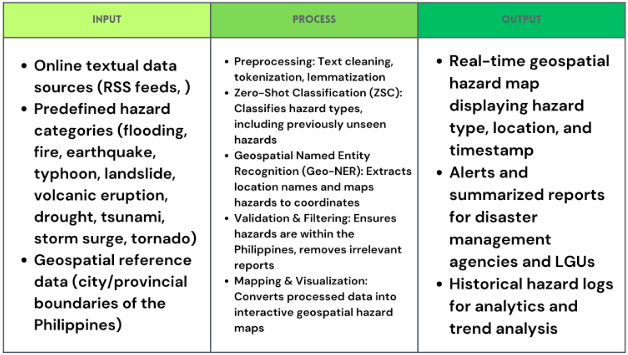 INPUT
PROCESS
OUTPUT
• Online textual data
sources (RSS feeds, )
• Predefined hazard
categories (flooding,
fire, earthquake,
typhoon, landslide,
volcanic eruption,
drought, tsunami,
storm surge, tornado)
• Geospatial reference
data (city/provincial
boundaries of the
Philippines)
• Preprocessing: Text cleaning,
tokenization, lemmatization
• Zero-Shot Classification (ZSC):
Classifies hazard types,
including previously unseen
hazards
• Geospatial Named Entity
Recognition (Geo-NER): Extracts
location names and maps
hazards to coordinates
• Validation & Filtering: Ensures
hazards are within the
Philippines, removes irrelevant
reports
• Mapping & Visualization:
Converts processed data into
interactive geospatial hazard
maps
• Real-time geospatial
hazard map
displaying hazard
type, location, and
timestamp
• Alerts and
summarized reports
for disaster
management
agencies and LGUs
• Historical hazard logs
for analytics and
trend analysis